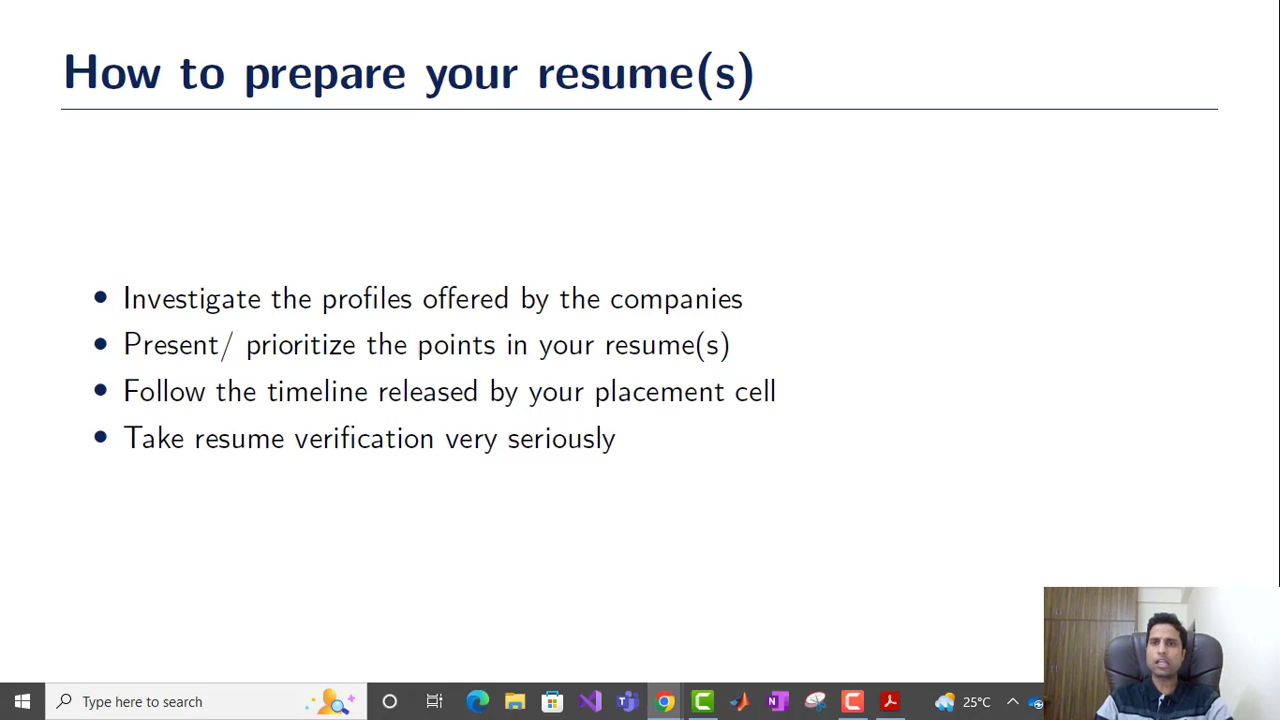 How to prepare your resume(s)
• Investigate the profiles offered by the companies
• Present/ prioritize the points in your resume(s)
• Follow the timeline released by your placement cell
• Take resume verification very seriously
Type here to search
25°C